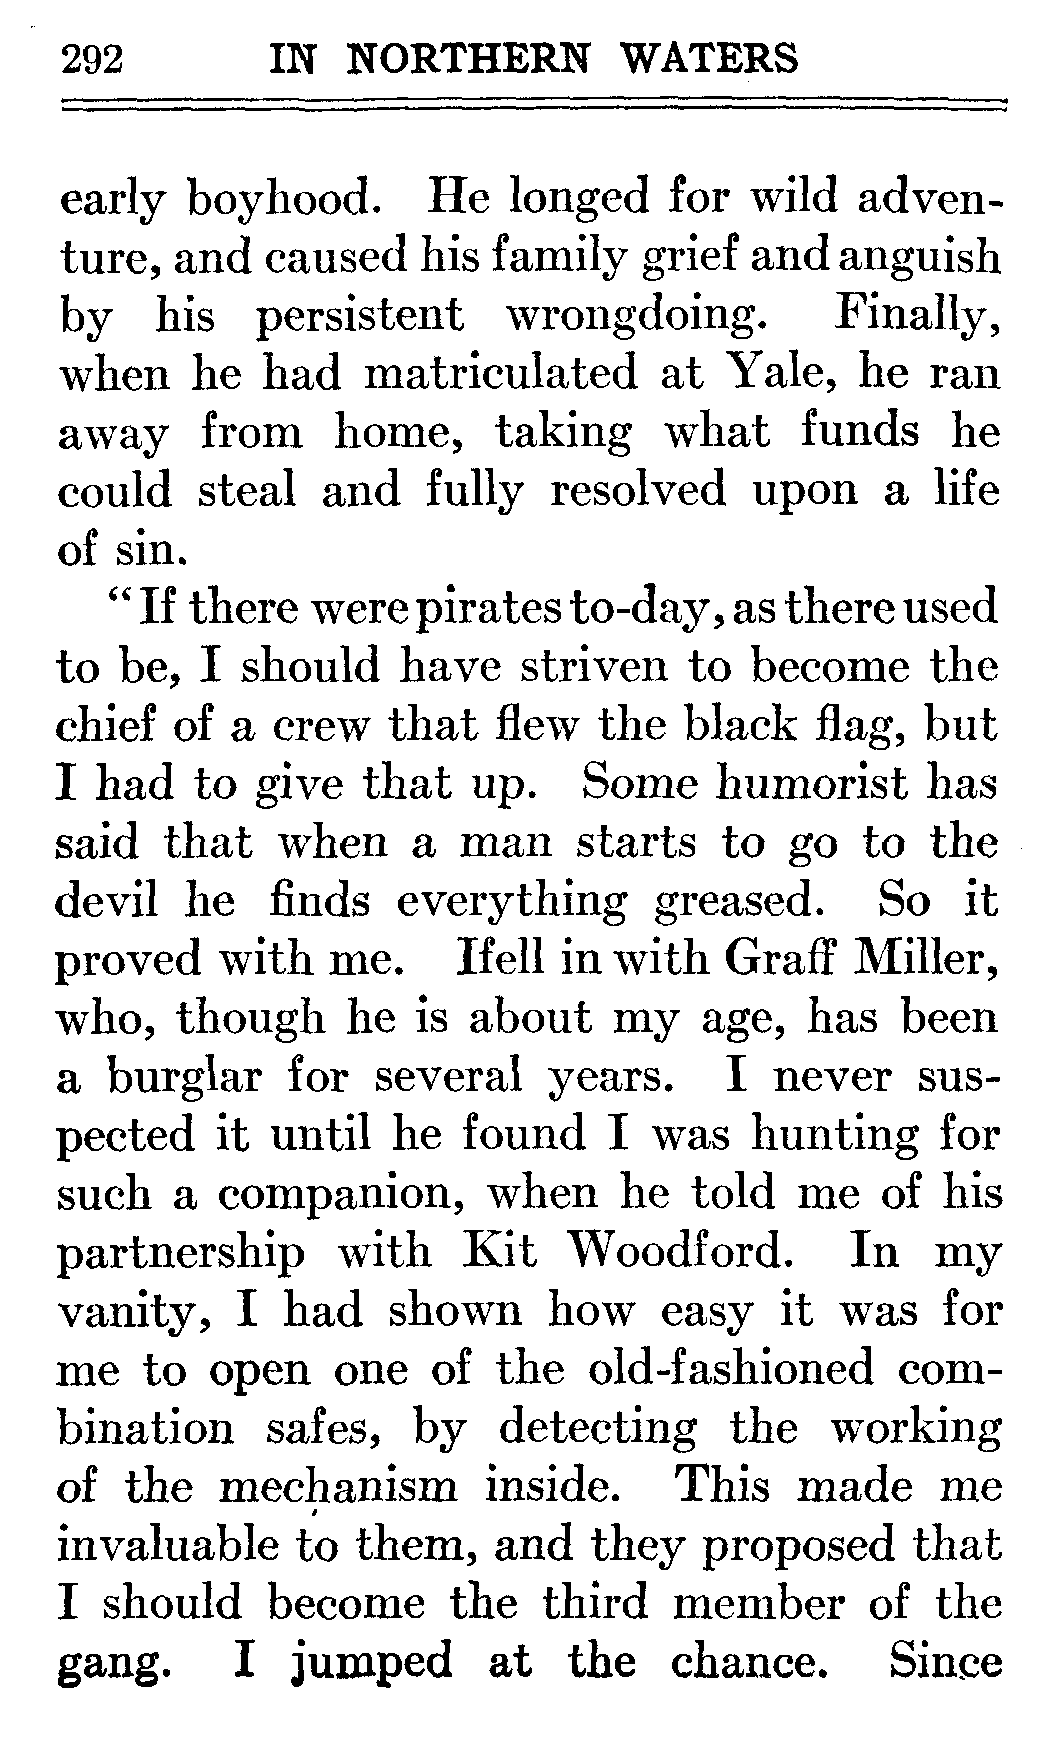 292 IN NORTHERN WATERS
early boyhood. He longed for wild adven-
ture, and caused his family grief and anguish
by his persistent wrongdoing. Finally,
when he had matriculated at Yale, he ran
away from home, taking what funds he
could steal and fully resolved upon a life
of sin.
“If there were pirates to-day, as there used
to be, I should have striven to become the
chief of a crew that flew the black flag, but
I had to give that up. Some humorist has
said that when a man starts to go to the
devil he finds everything greased. So it
proved with me. I fell in with Graff Miller,
who, though he is about my age, has been
a burglar for several years. I never sus-
pected it until he found I was hunting for
such a companion, when he told me of his
partnership with Kit Woodford. In my
vanity, I had shown how easy it was for
me to open one of the old-fashioned com-
bination safes, by detecting the working
of the mechanism inside. This made me
invaluable to them, and they proposed that
I should become the third member of the
gang. I jumped at the chance. Since